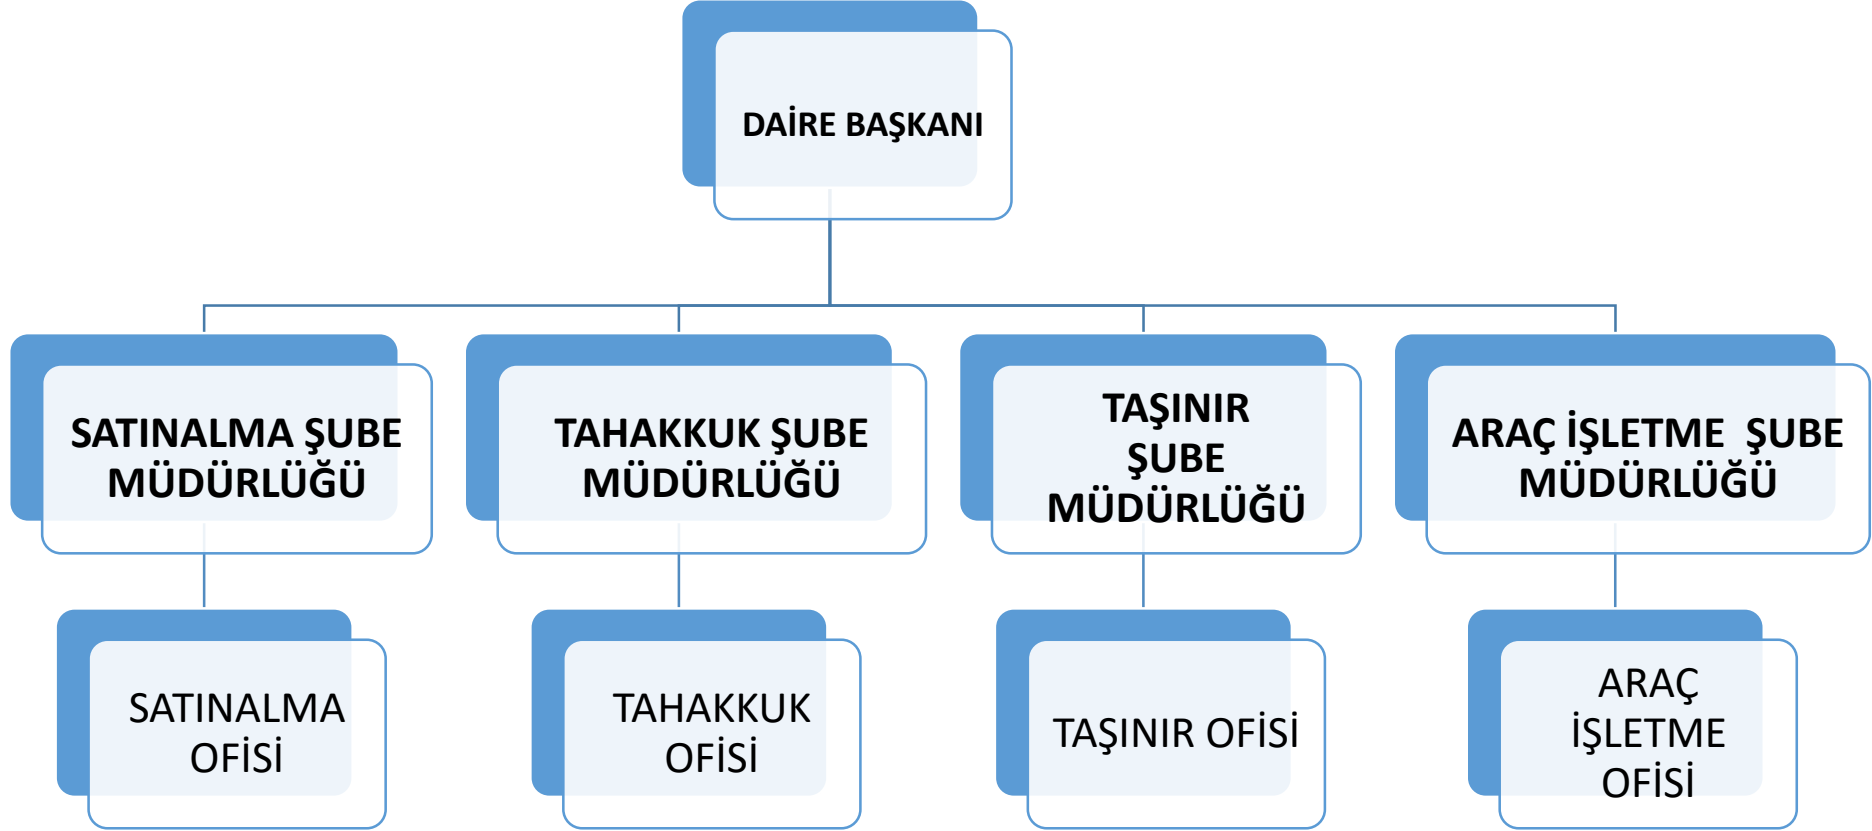 DAİRE BAŞKANI
SATINALMA ŞUBE
MÜDÜRLÜĞÜ
TAHAKKUK ŞUBE
MÜDÜRLÜĞÜ
TAŞINIR
ŞUBE
MÜDÜRLÜĞÜ
ARAÇ İŞLETME  ŞUBE
MÜDÜRLÜĞÜ
SATINALMA
OFİSİ
TAHAKKUK
OFİSİ
TAŞINIR OFİSİ
ARAÇ
İŞLETME
OFİSİ